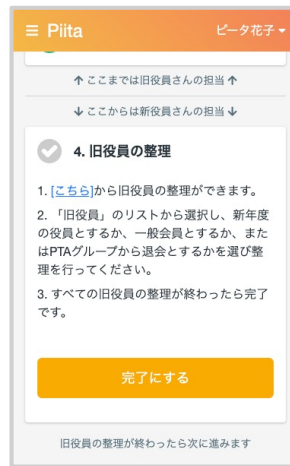 ≡ Piita ピータ花子▼
↑ ここまでは旧役員さんの担当 ↑
↓ ここからは新役員さんの担当 ↓
4. 旧役員の整理
1. [こちら]から旧役員の整理ができます。
2. 「旧役員」のリストから選択し、新年度
の役員とするか、一般会員とするか、また
はPTAグループから退会とするかを選び整
理を行ってください。
3. すべての旧役員の整理が終わったら完了
です。
完了にする
旧役員の整理が終わったら次に進みます